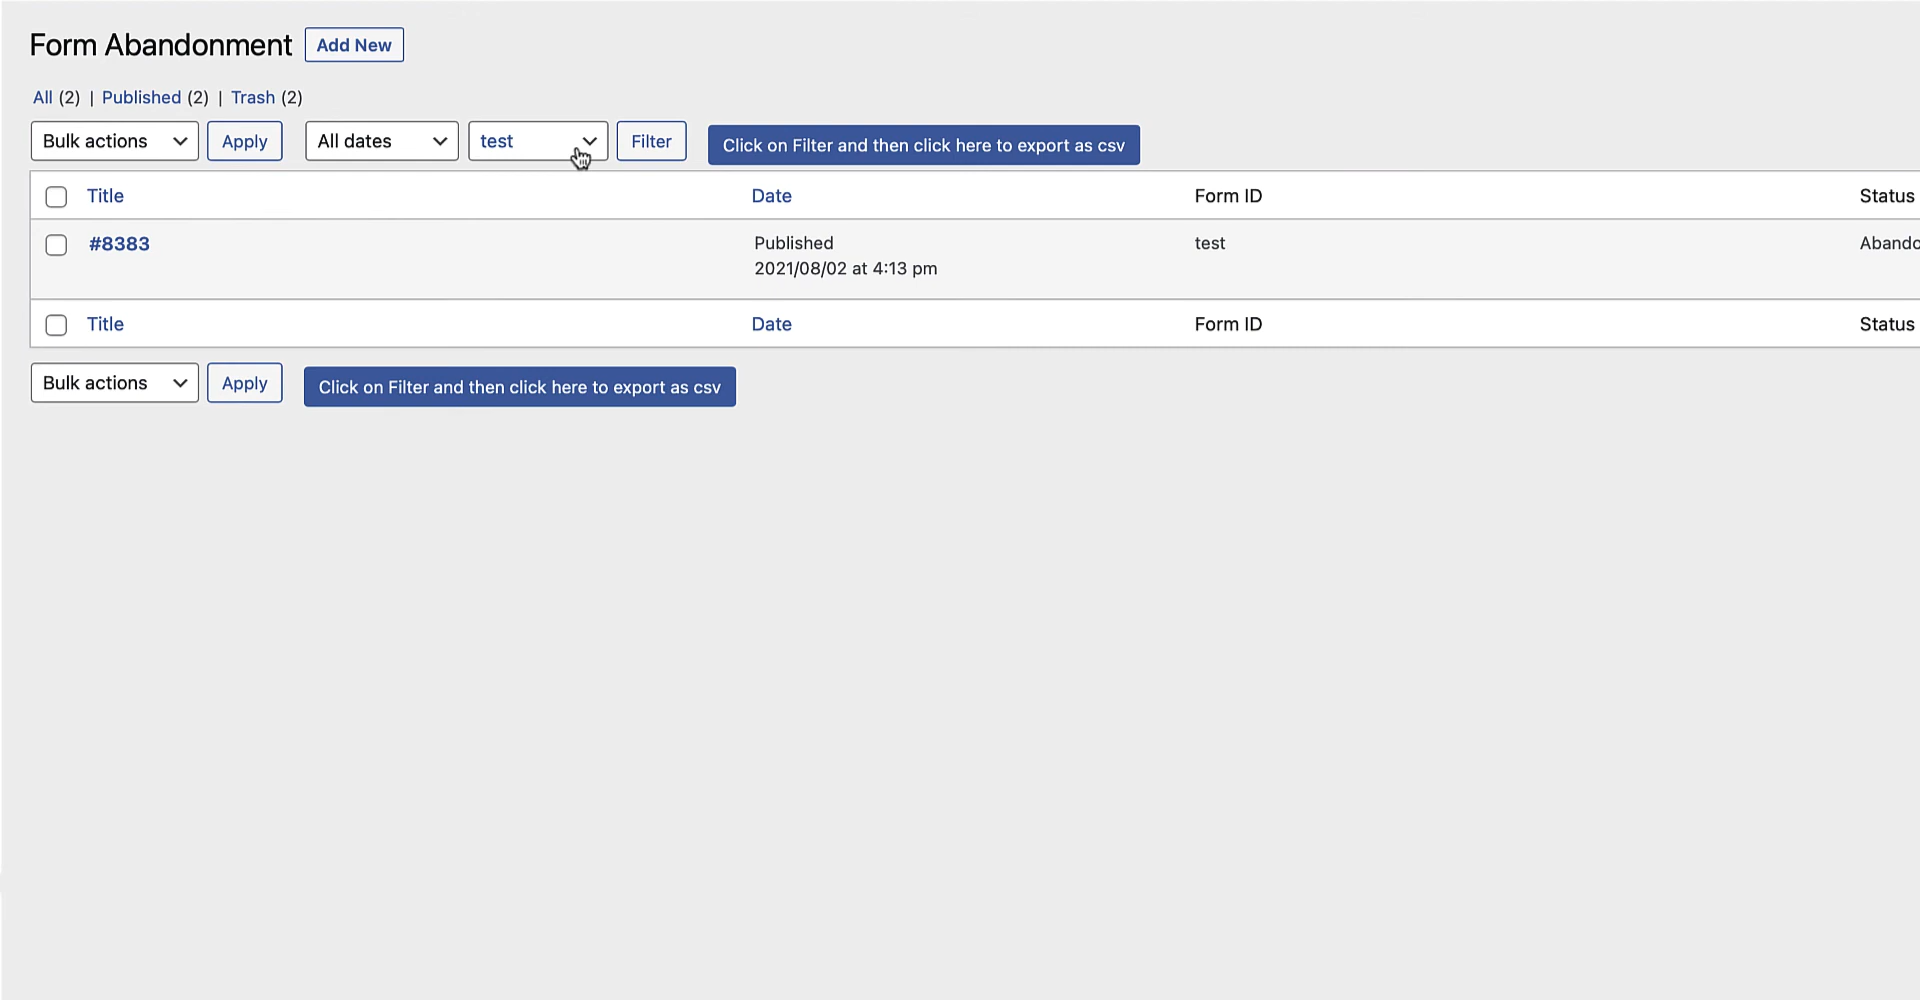 Form Abandonment Add New
All (2) | Published (2) | Trash (2)
Bulk actions Apply All dates test Filter Click on Filter and then click here to export as csv
Title Date Form ID Status
#8383 Published test
2021/08/02 at 4:13 pm
Title Date Form ID Status
Bulk actions Apply Click on Filter and then click here to export as csv